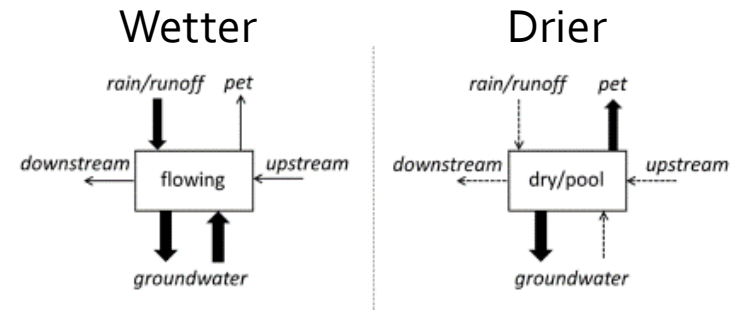 Wetter
rain/runoff pet
downstream
flowing
upstream
groundwater
Drier
rain/runoff pet
downstream
dry/pool
upstream
groundwater